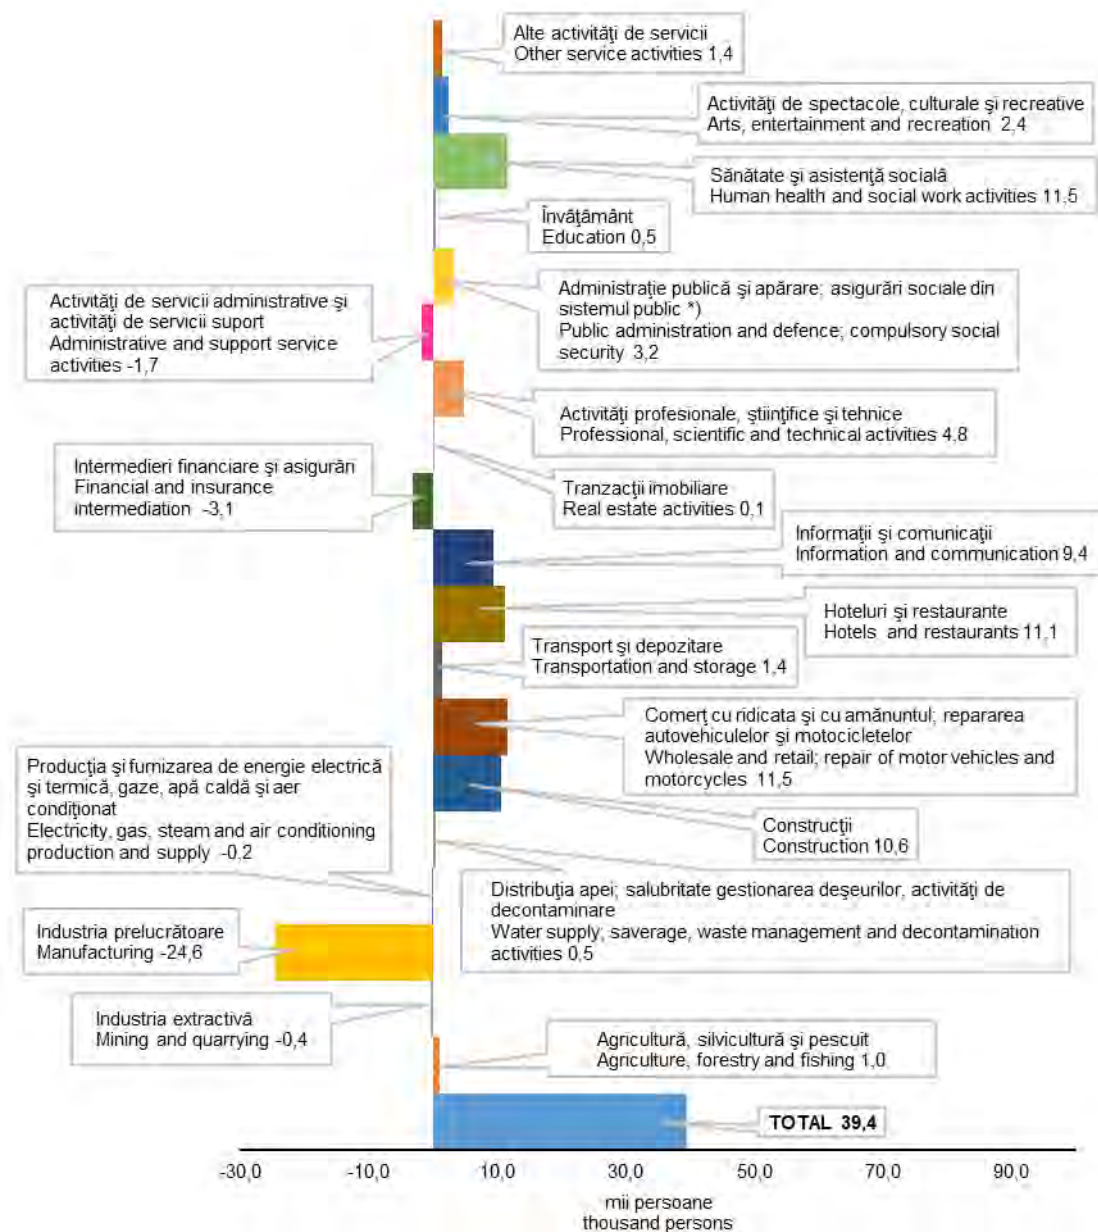 Alte activităţi de servicii
Other service activities 1,4
Activităţi de spectacole, culturale şi recreative
Arts, entertainment and recreation 2,4
Sănătate şi asistenţă socială
Human health and social work activities 11,5
Învăţământ
Education 0,5
Administraţie publică şi apărare; asigurări sociale din
sistemul public *)
Public administration and defence; compulsory social
security 3,2
Activităţi de servicii administrative şi
activităţi de servicii suport
Administrative and support service
activities -1,7
Activităţi profesionale, ştiinţifice şi tehnice
Professional, scientific and technical activities 4,8
Intermedieri financiare şi asigurări
Financial and insurance
intermediation -3,1
Tranzacţii imobiliare
Real estate activities 0,1
Informaţii şi comunicaţii
Information and communication 9,4
Hoteluri şi restaurante
Hotels and restaurants 11,1
Transport şi depozitare
Transportation and storage 1,4
Comerţ cu ridicata şi cu amănuntul; repararea
autovehiculelor şi motocicletelor
Wholesale and retail; repair of motor vehicles and
motorcycles 11,5
Producţia şi furnizarea de energie electrică
şi termică, gaze, apă caldă şi aer
condiţionat
Electricity, gas, steam and air conditioning
production and supply -0,2
Construcţii
Construction 10,6
Distribuţia apei; salubritate gestionarea deşeurilor, activităţi de
decontaminare
Water supply; saverage, waste management and decontamination
activities 0,5
Industria prelucrătoare
Manufacturing -24,6
Industria extractivă
Mining and quarrying -0,4
Agricultură, silvicultură şi pescuit
Agriculture, forestry and fishing 1,0
TOTAL 39,4
-30,0 -10,0 10,0 30,0 50,0 70,0 90,0
mii persoane
thousand persons